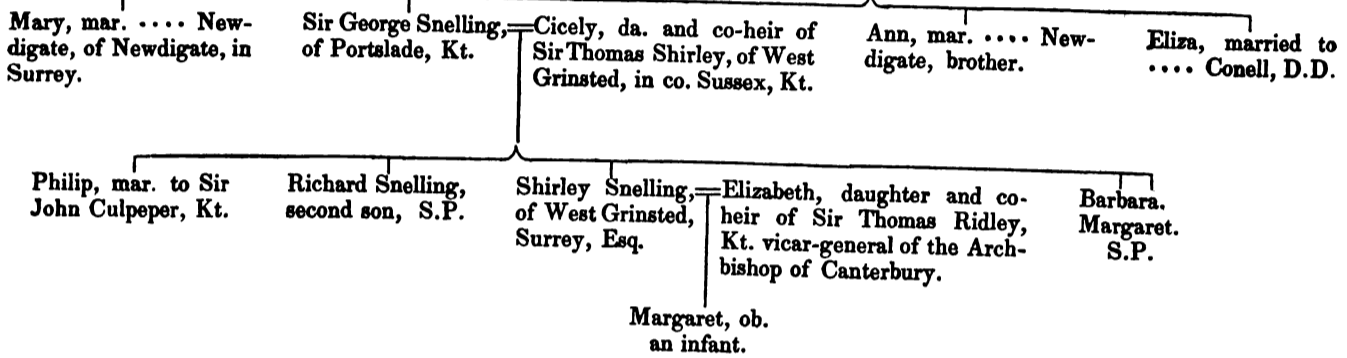 Mary, mar. .... New-
digate, of Newdigate, in
Surrey.
Sir George Snelling,
of Portslade, Kt.
Cicely, da. and co-heir of
Sir Thomas Shirley, of West
Grinsted, in co. Sussex, Kt.
Ann, mar. .... New-
digate, brother.
Eliza, married to
.... Conell, D.D.
Philip, mar. to Sir
John Culpeper, Kt.
Richard Snelling,
second son, S.P.
Shirley Snelling,
of West Grinsted,
Surrey, Esq.
Elizabeth, daughter and co-
heir of Sir Thomas Ridley,
Kt. vicar-general of the Arch-
bishop of Canterbury.
Barbara.
Margaret.
S.P.
Margaret, ob.
an infant.